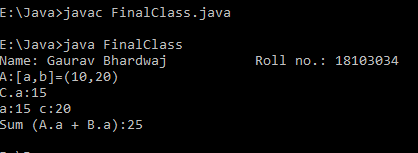 E:\Java>javac FinalClass.java
E:\Java>java FinalClass
Name: Gaurav Bhardwaj Roll no.: 18103034
A:[a,b]=(10,20)
C.a:15
a:15 c:20
Sum (A.a + B.a):25